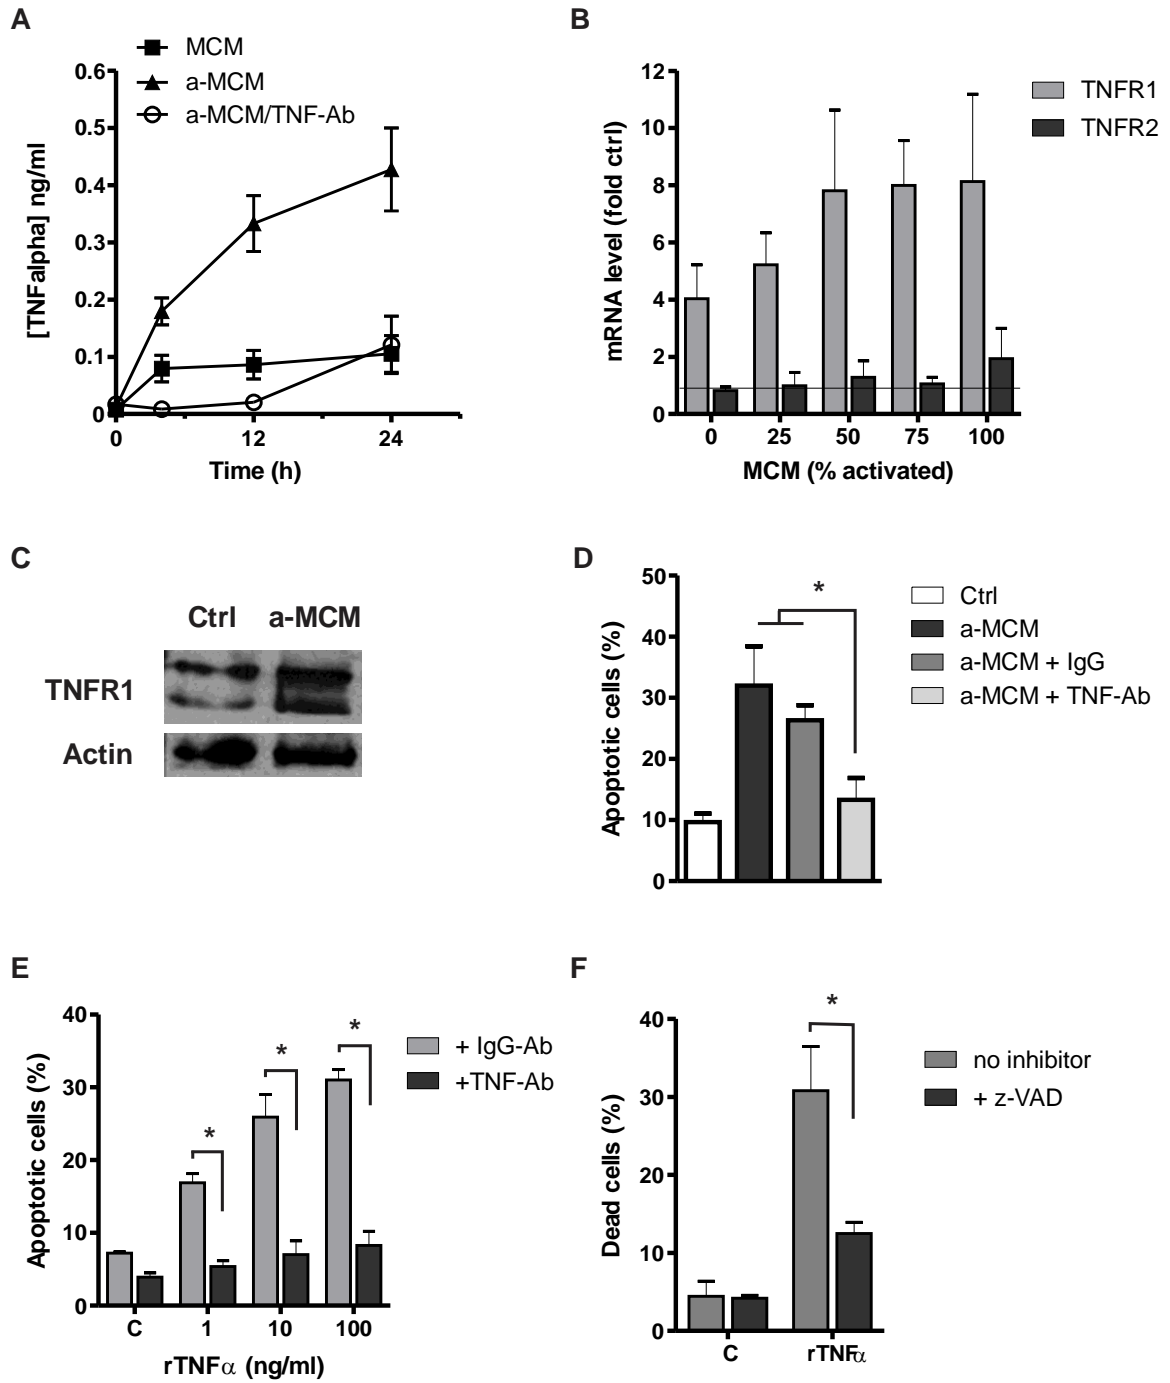 A
MCM
a-MCM
a-MCM/TNF-Ab
[TNFalpha] ng/ml
0.6
0.5
0.4
0.3
0.2
0.1
0
0 12 24
Time (h)
B
TNFR1
TNFR2
mRNA level (fold ctrl)
12
10
8
6
4
2
0
0 25 50 75 100
MCM (% activated)
C
Ctrl a-MCM
TNFR1
Actin
D
Ctrl
a-MCM
a-MCM + IgG
a-MCM + TNF-Ab
Apoptotic cells (%)
50
40
30
20
10
0
*
E
+ IgG-Ab
+TNF-Ab
Apoptotic cells (%)
40
30
20
10
0
* * *
C 1 10 100
rTNFα (ng/ml)
F
no inhibitor
+ z-VAD
Dead cells (%)
40
30
20
10
0
*
C rTNFα